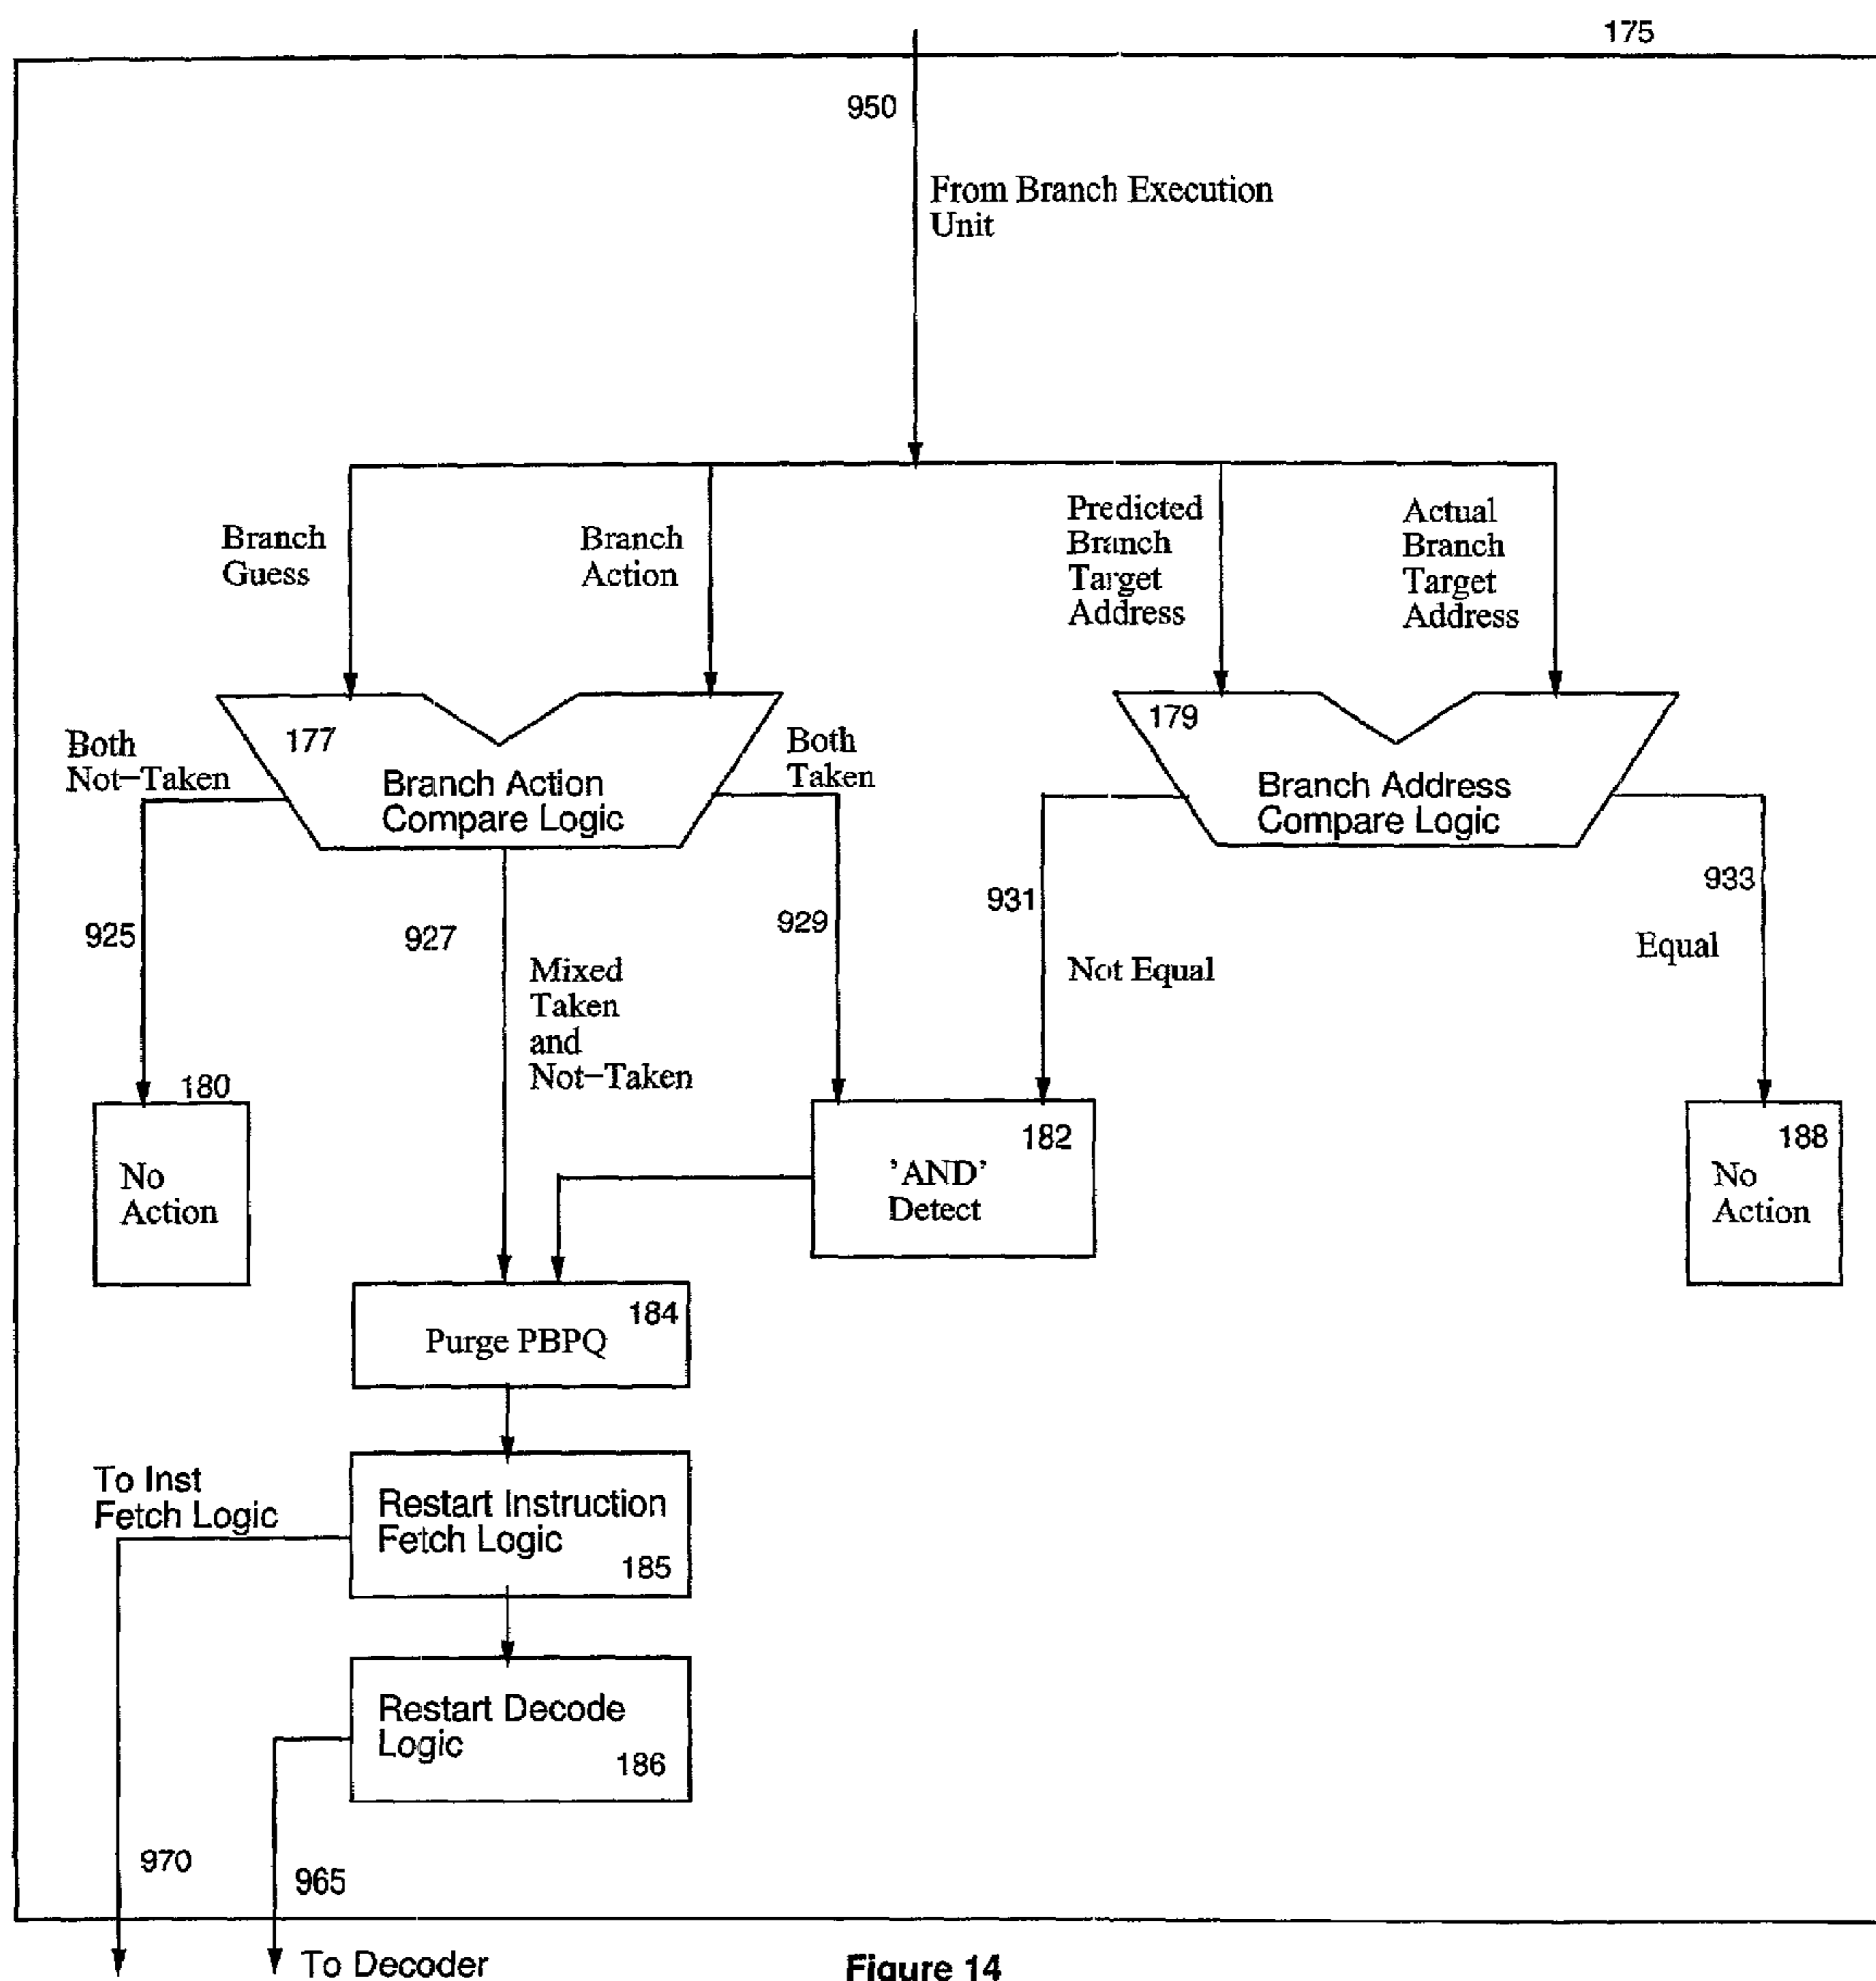 175
950
From Branch Execution
Unit
Branch
Guess
Branch
Action
Predicted
Branch
Target
Address
Actual
Branch
Target
Address
177
Branch Action
Compare Logic
Both
Not-Taken
Both
Taken
179
Branch Address
Compare Logic
925
927
929
931
933
Mixed
Taken
and
Not-Taken
Not Equal
Equal
180
No
Action
182
'AND'
Detect
188
No
Action
184
Purge PBPQ
To Inst
Fetch Logic
Restart Instruction
Fetch Logic
185
Restart Decode
Logic
186
970
965
To Decoder
Figure 14